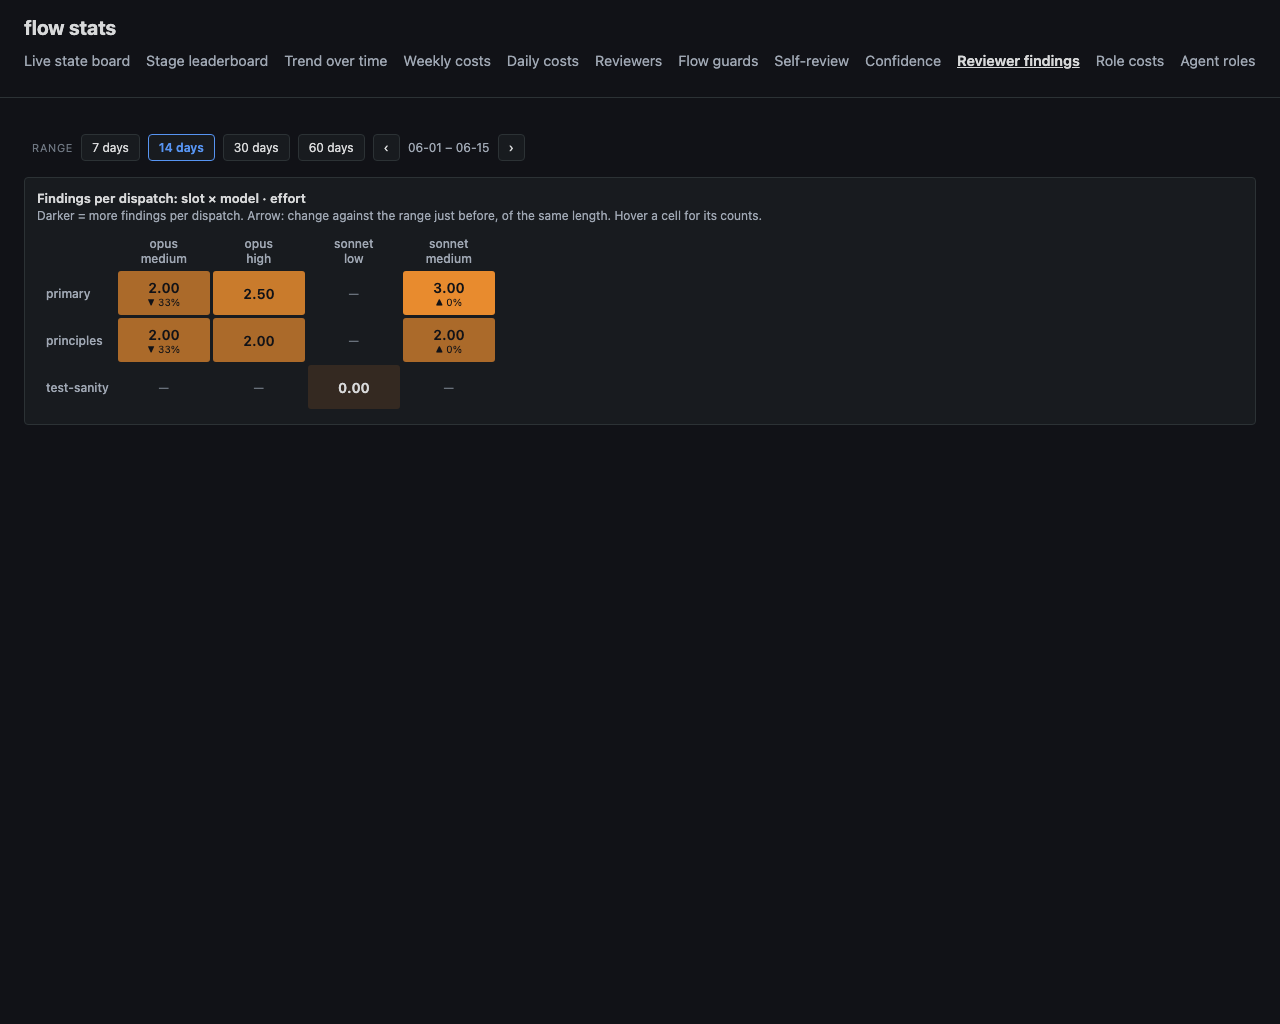 flow stats
Live state board Stage leaderboard Trend over time Weekly costs Daily costs Reviewers Flow guards Self-review Confidence Reviewer findings Role costs Agent roles
RANGE 7 days 14 days 30 days 60 days ‹ 06-01 – 06-15 ›
Findings per dispatch: slot × model · effort
Darker = more findings per dispatch. Arrow: change against the range just before, of the same length. Hover a cell for its counts.
opus medium opus high sonnet low sonnet medium
primary 2.00 ▼ 33% 2.50 — 3.00 ▲ 0%
principles 2.00 ▼ 33% 2.00 — 2.00 ▲ 0%
test-sanity — — 0.00 —